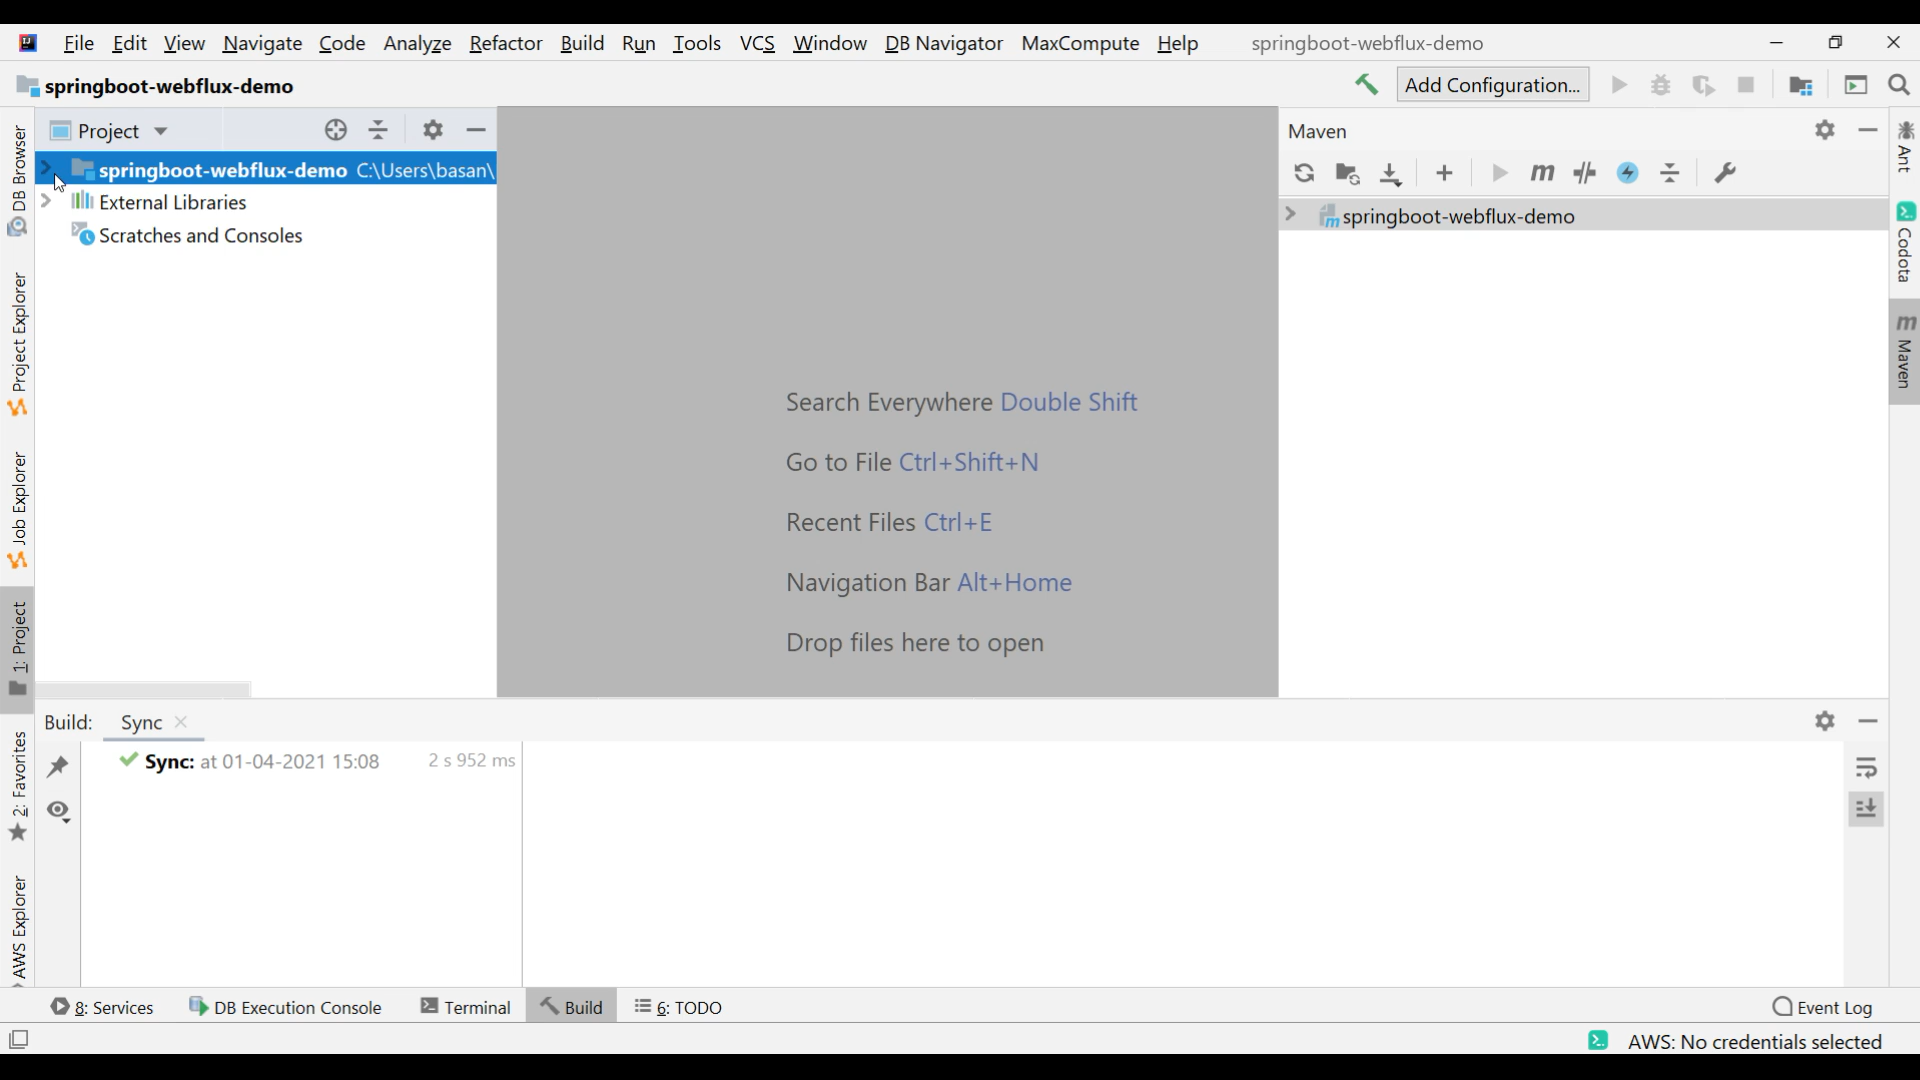 File Edit View Navigate Code Analyze Refactor Build Run Tools VCS Window DB Navigator MaxCompute Help springboot-webflux-demo
springboot-webflux-demo
Add Configuration...
Project
springboot-webflux-demo C:\Users\basan\
External Libraries
Scratches and Consoles
Search Everywhere Double Shift
Go to File Ctrl+Shift+N
Recent Files Ctrl+E
Navigation Bar Alt+Home
Drop files here to open
Maven
springboot-webflux-demo
DB Browser
Project Explorer
Job Explorer
1: Project
2: Favorites
AWS Explorer
Ant
Codota
Maven
Build: Sync
Sync: at 01-04-2021 15:08 2 s 952 ms
8: Services DB Execution Console Terminal Build 6: TODO Event Log
AWS: No credentials selected